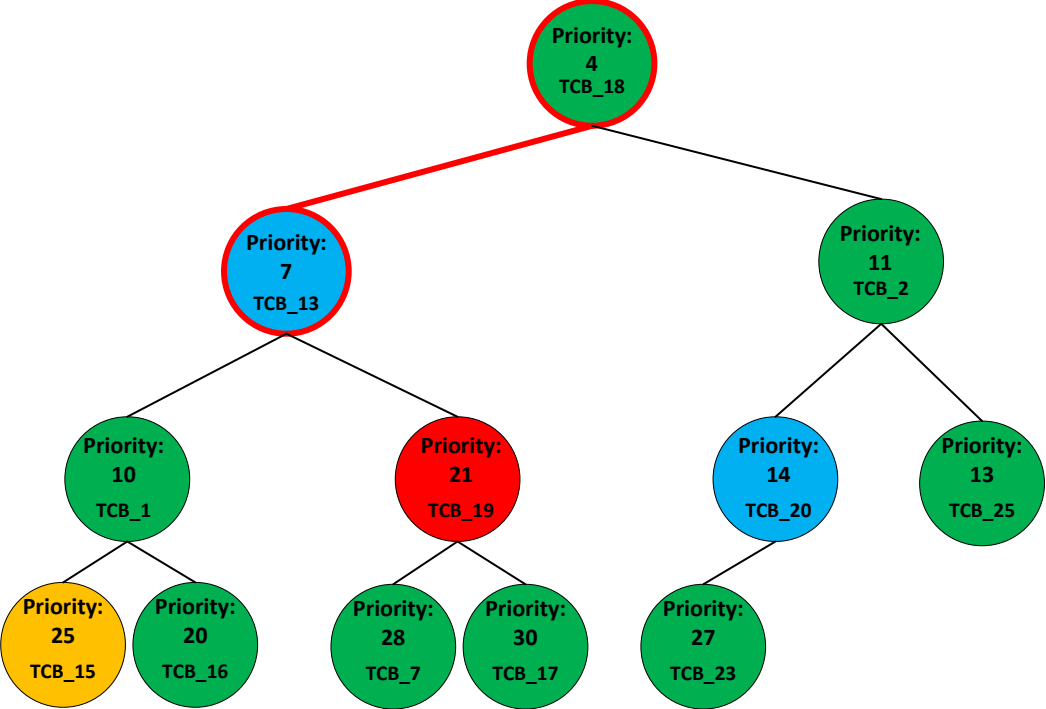 Priority:
4
TCB_18
Priority:
7
TCB_13
Priority:
11
TCB_2
Priority:
10
TCB_1
Priority:
21
TCB_19
Priority:
14
TCB_20
Priority:
13
TCB_25
Priority:
25
TCB_15
Priority:
20
TCB_16
Priority:
28
TCB_7
Priority:
30
TCB_17
Priority:
27
TCB_23